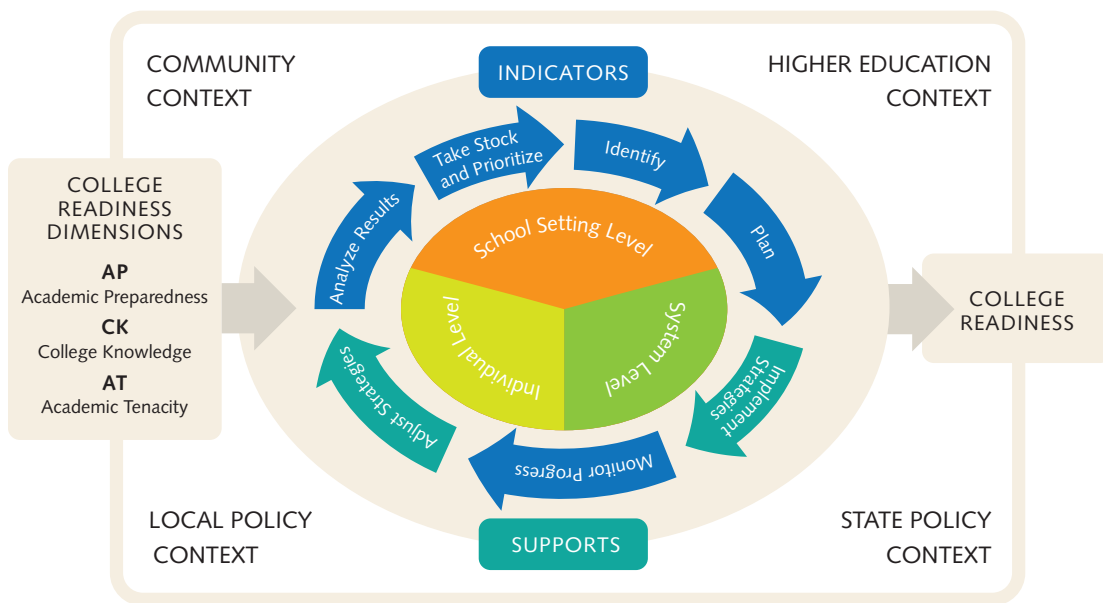 COMMUNITY
CONTEXT
INDICATORS
HIGHER EDUCATION
CONTEXT
COLLEGE
READINESS
DIMENSIONS
AP
Academic Preparedness
CK
College Knowledge
AT
Academic Tenacity
Take Stock
and Prioritize
Identify
Plan
Implement
Strategies
Monitor Progress
Adjust Strategies
Analyze Results
School Setting Level
System Level
Individual Level
COLLEGE
READINESS
LOCAL POLICY
CONTEXT
SUPPORTS
STATE POLICY
CONTEXT